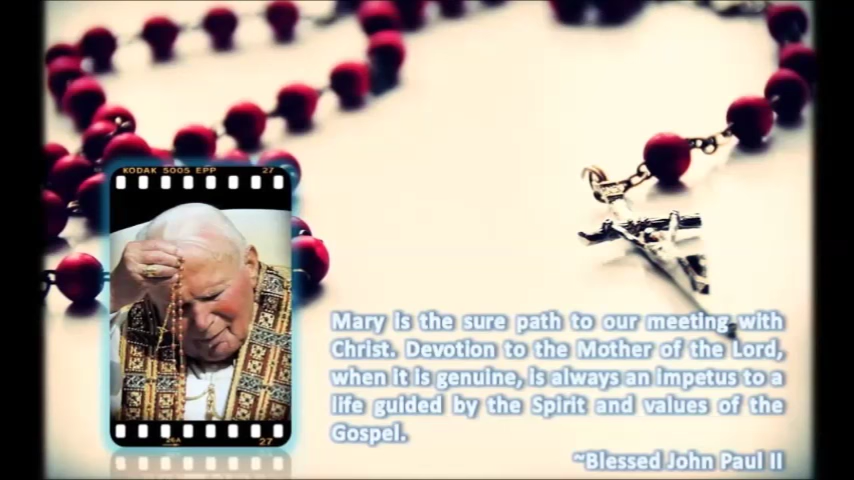 KODAK 5005 EPP 27
Mary is the sure path to our meeting with
Christ. Devotion to the Mother of the Lord,
when it is genuine, is always an impetus to a
life guided by the Spirit and values of the
Gospel.
~Blessed John Paul II
26A 27